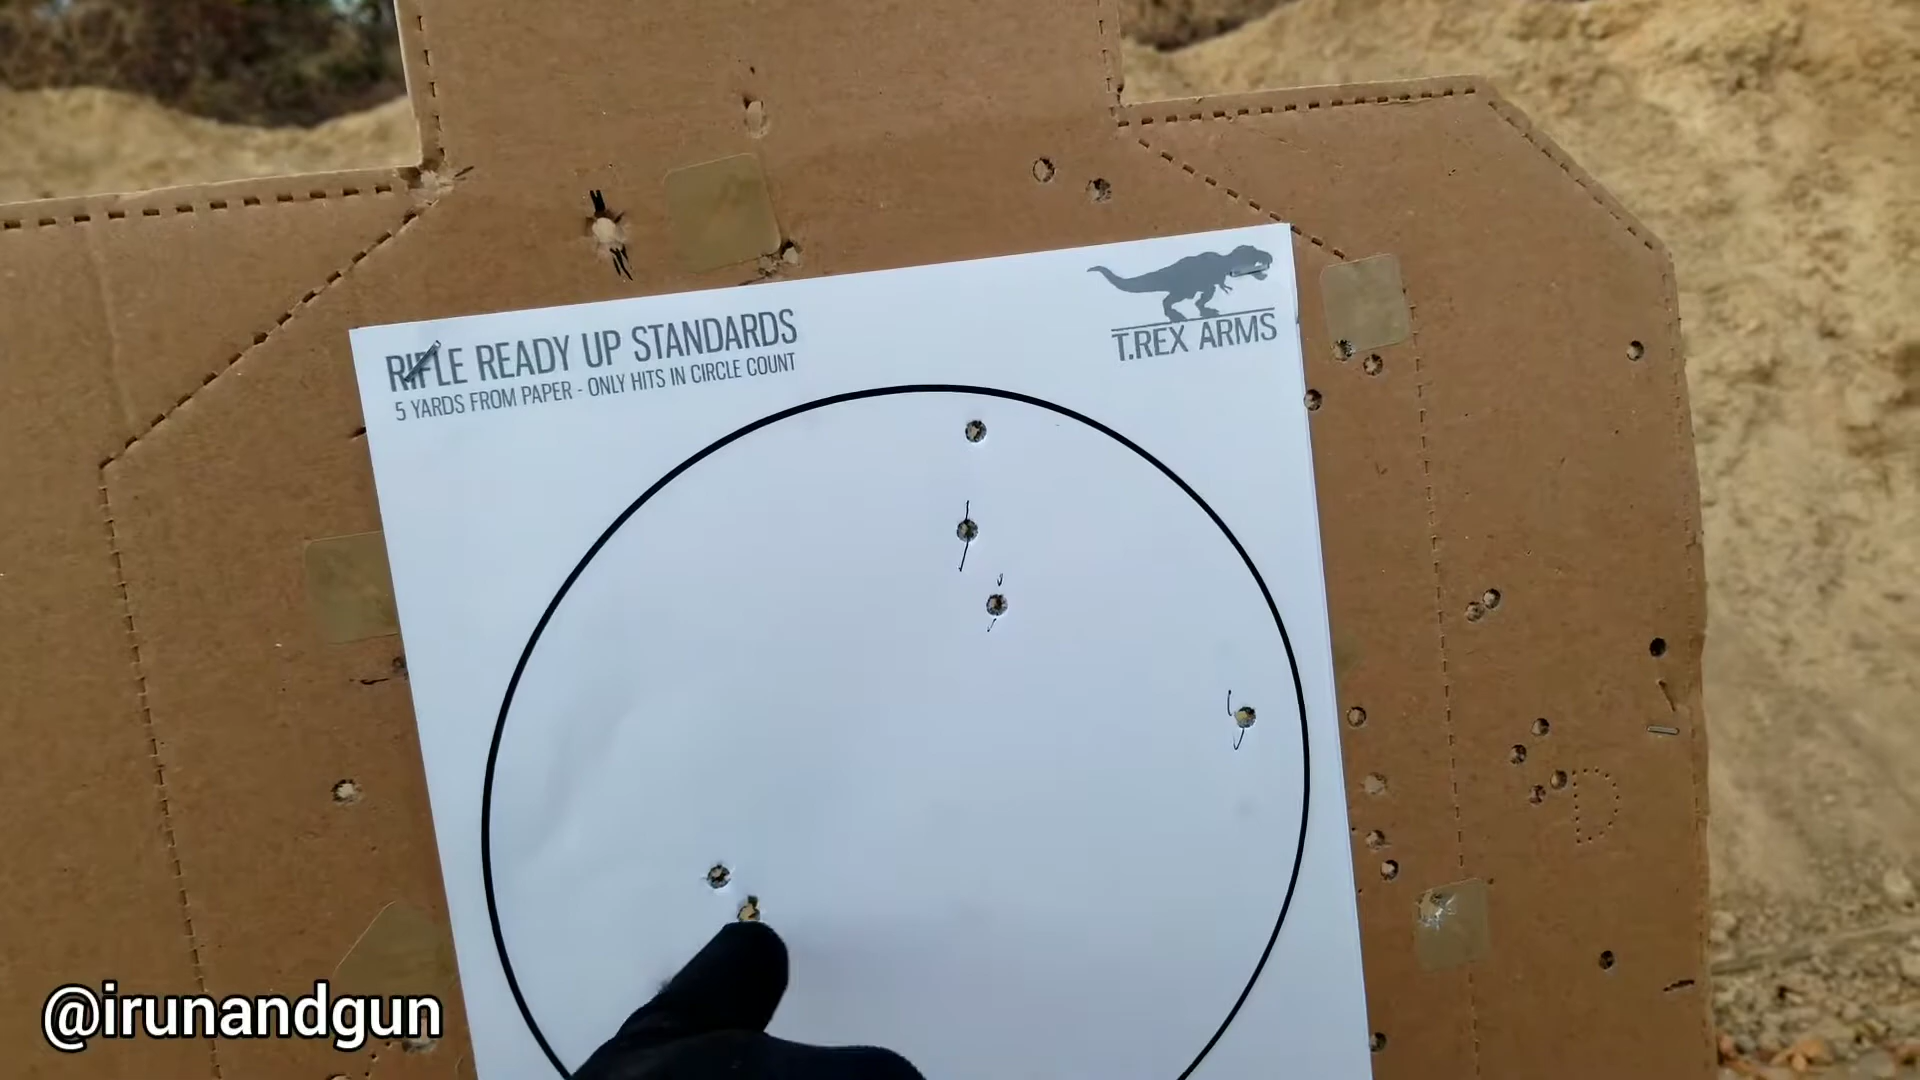 RIFLE READY UP STANDARDS
5 YARDS FROM PAPER - ONLY HITS IN CIRCLE COUNT
T.REX ARMS
D
@irunandgun